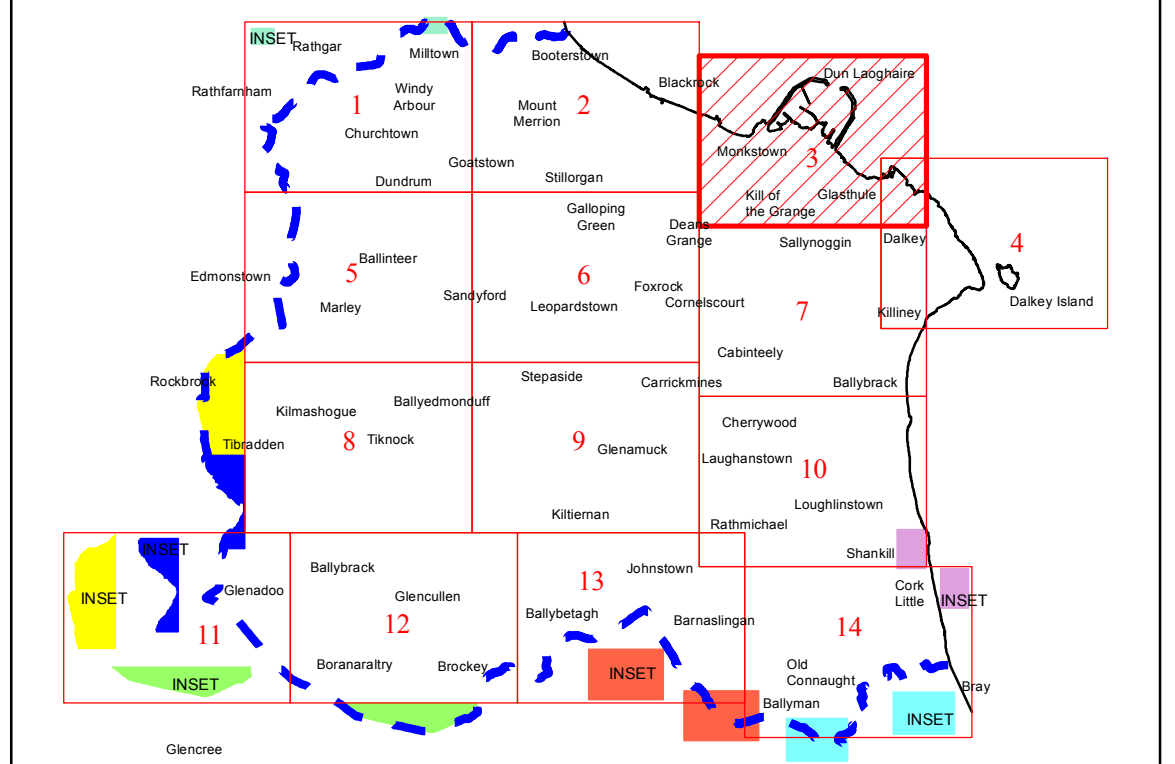 INSET
Rathgar
Milltown
Booterstown
Rathfarnham
Windy
Arbour
1
Churchtown
Mount
Merrion
2
Goatstown
Dundrum
Stillorgan
Blackrock
Dun Laoghaire
Monkstown
3
Kill of
the Grange
Glasthule
Galloping
Green
Deans
Grange
Sallynoggin
Dalkey
4
Dalkey Island
Edmonstown
5
Ballinteer
Marley
Sandyford
6
Leopardstown
Foxrock
Cornelscourt
7
Killiney
Cabinteely
Ballybrack
Rockbrook
Kilmashogue
Ballyedmonduff
Stepaside
Carrickmines
Tibradden
8
Tiknock
9
Glenamuck
Kiltiernan
Cherrywood
Laughanstown
10
Loughlinstown
Rathmichael
Shankill
INSET
INSET
Glenadoo
11
INSET
Ballybrack
Glencullen
12
Boranaraltry
Brockey
13
Johnstown
Ballybetagh
Barnaslingan
INSET
Cork
Little
INSET
14
Old
Connaught
Ballyman
Bray
INSET
Glencree